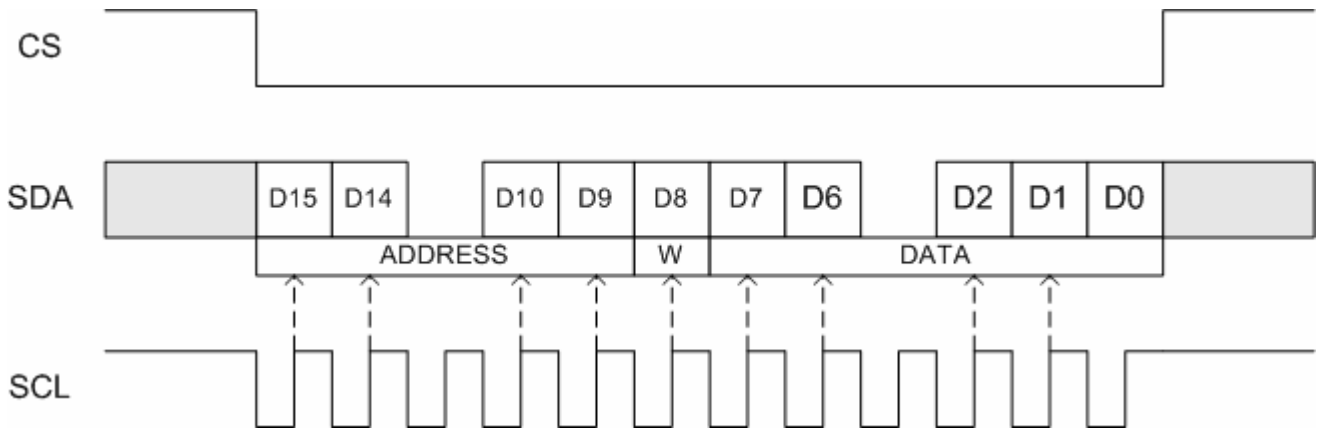 CS
SDA D15 D14 D10 D9 D8 D7 D6 D2 D1 D0
ADDRESS W DATA
SCL